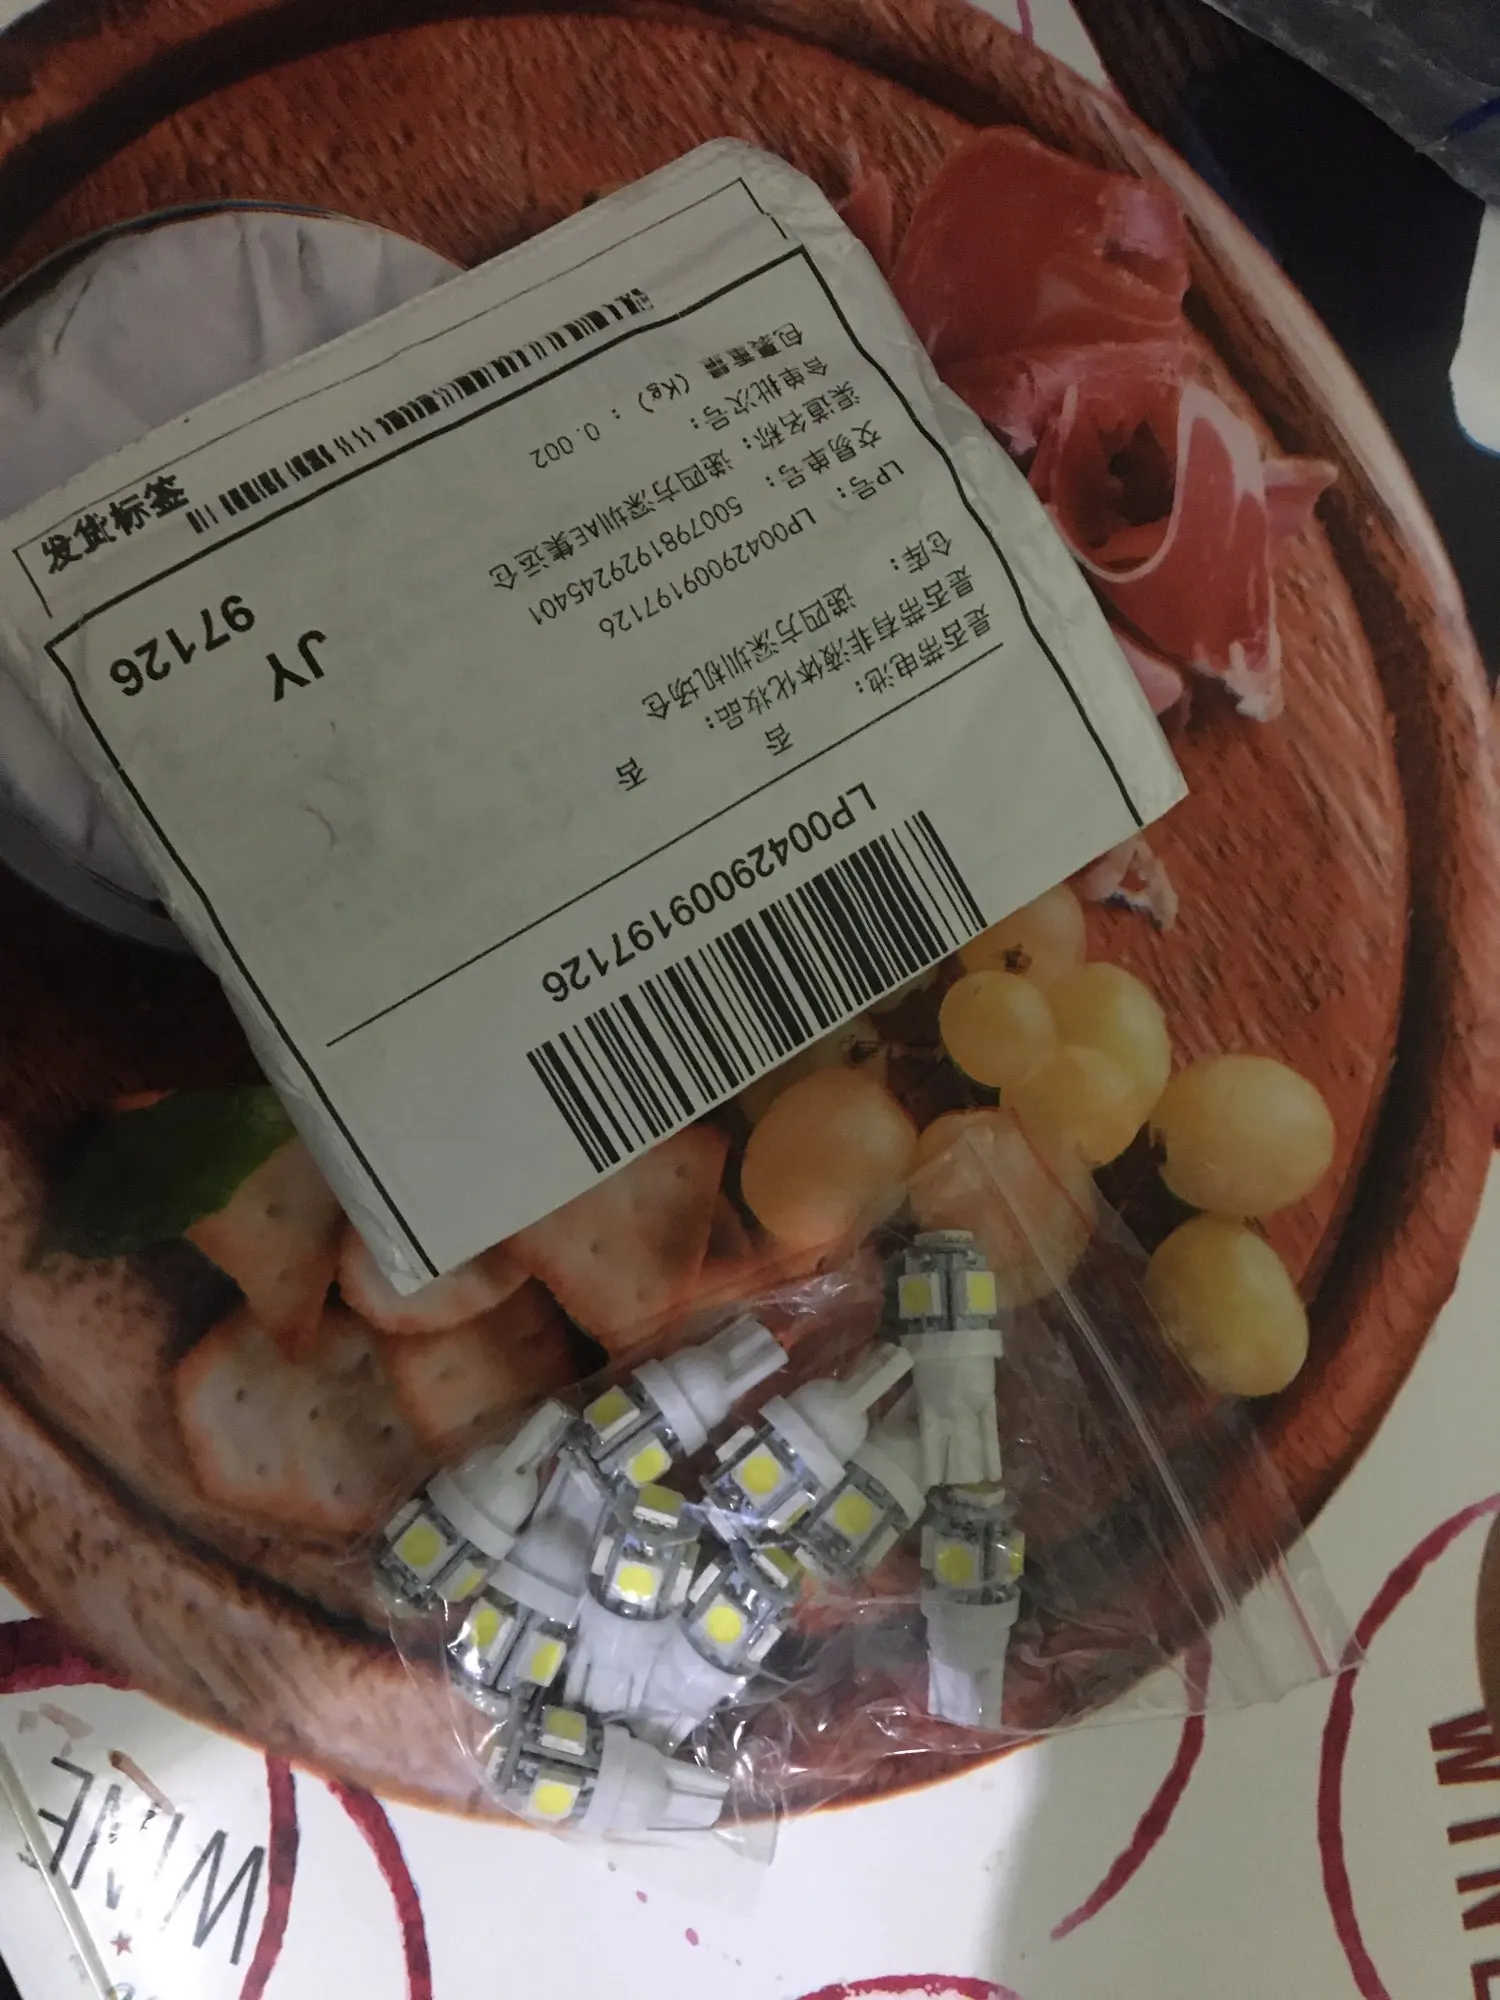 发货标签
包裹重量 (Kg) : 0.002
合单批次号:
渠道名称: 递四方深圳AE集运仓
交易单号: 5007981929245401
LP号: LP00429009197126
仓库: 递四方深圳机场仓
是否带有非液体化妆品: 否
是否带电池: 否
JY
97126
LP00429009197126
WINE
WINE